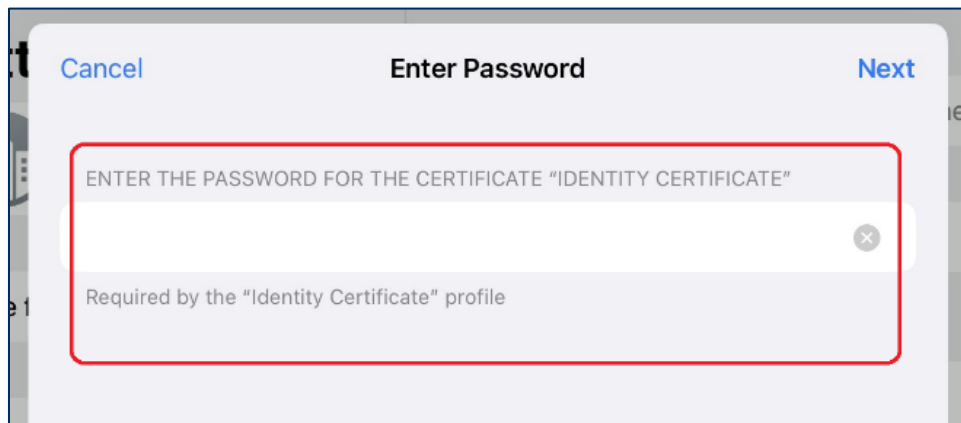 Cancel
Enter Password
Next
ENTER THE PASSWORD FOR THE CERTIFICATE “IDENTITY CERTIFICATE”
Required by the “Identity Certificate” profile